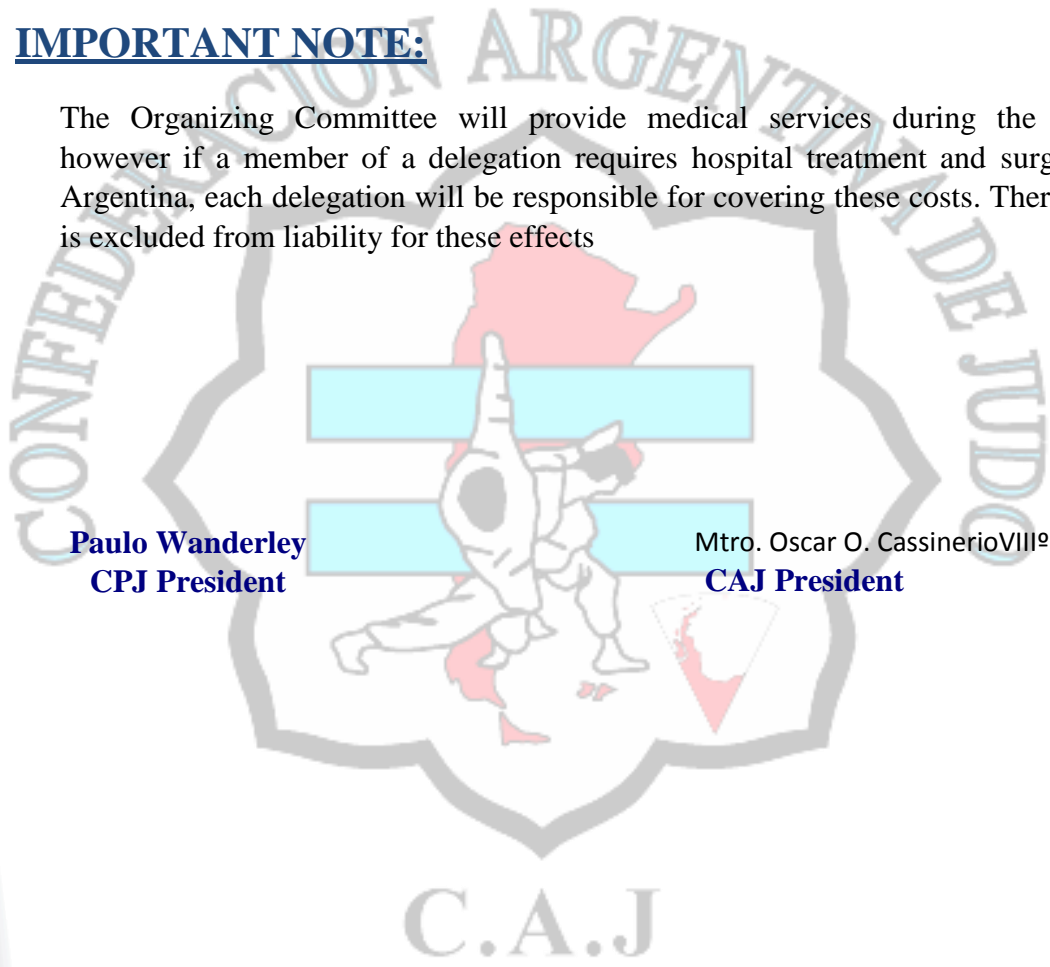 IMPORTANT NOTE:
The Organizing Committee will provide medical services during the
however if a member of a delegation requires hospital treatment and
Argentina, each delegation will be responsible for covering these costs.
is excluded from liability for these effects
CONFEDERACION ARGENTINA DE JUDO
Paulo Wanderley
CPJ President
Mtro. Oscar O. CassinerioVIIIº
CAJ President
C.A.J